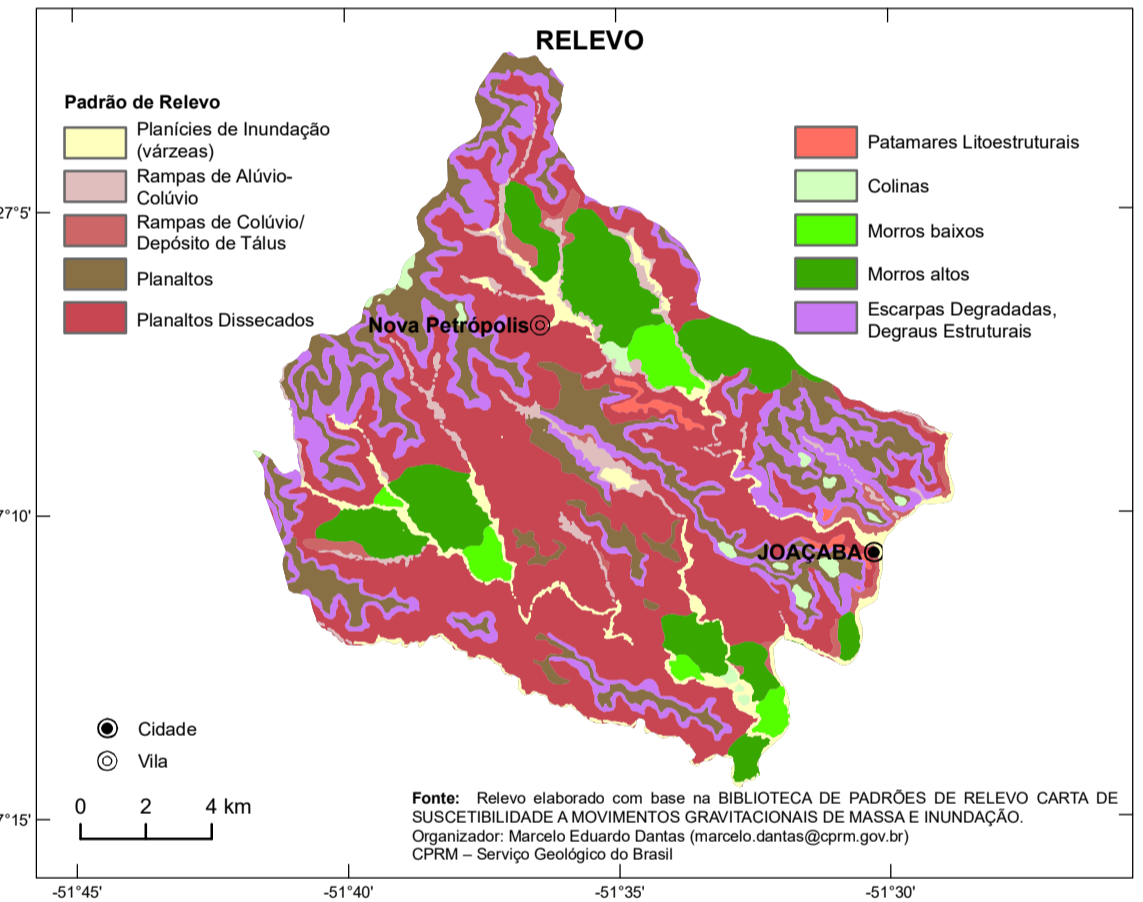 RELEVO
Padrão de Relevo
Planícies de Inundação
(várzeas)
Rampas de Alúvio-
Colúvio
Rampas de Colúvio/
Depósito de Tálus
Planaltos
Planaltos Dissecados
Patamares Litoestruturais
Colinas
Morros baixos
Morros altos
Escarpas Degradadas,
Degraus Estruturais
27°5'
7°10'
7°15'
Nova Petrópolis
JOAÇABA
Cidade
Vila
0 2 4 km
Fonte: Relevo elaborado com base na BIBLIOTECA DE PADRÕES DE RELEVO CARTA DE
SUSCETIBILIDADE A MOVIMENTOS GRAVITACIONAIS DE MASSA E INUNDAÇÃO.
Organizador: Marcelo Eduardo Dantas (marcelo.dantas@cprm.gov.br)
CPRM – Serviço Geológico do Brasil
-51°45' -51°40' -51°35' -51°30'